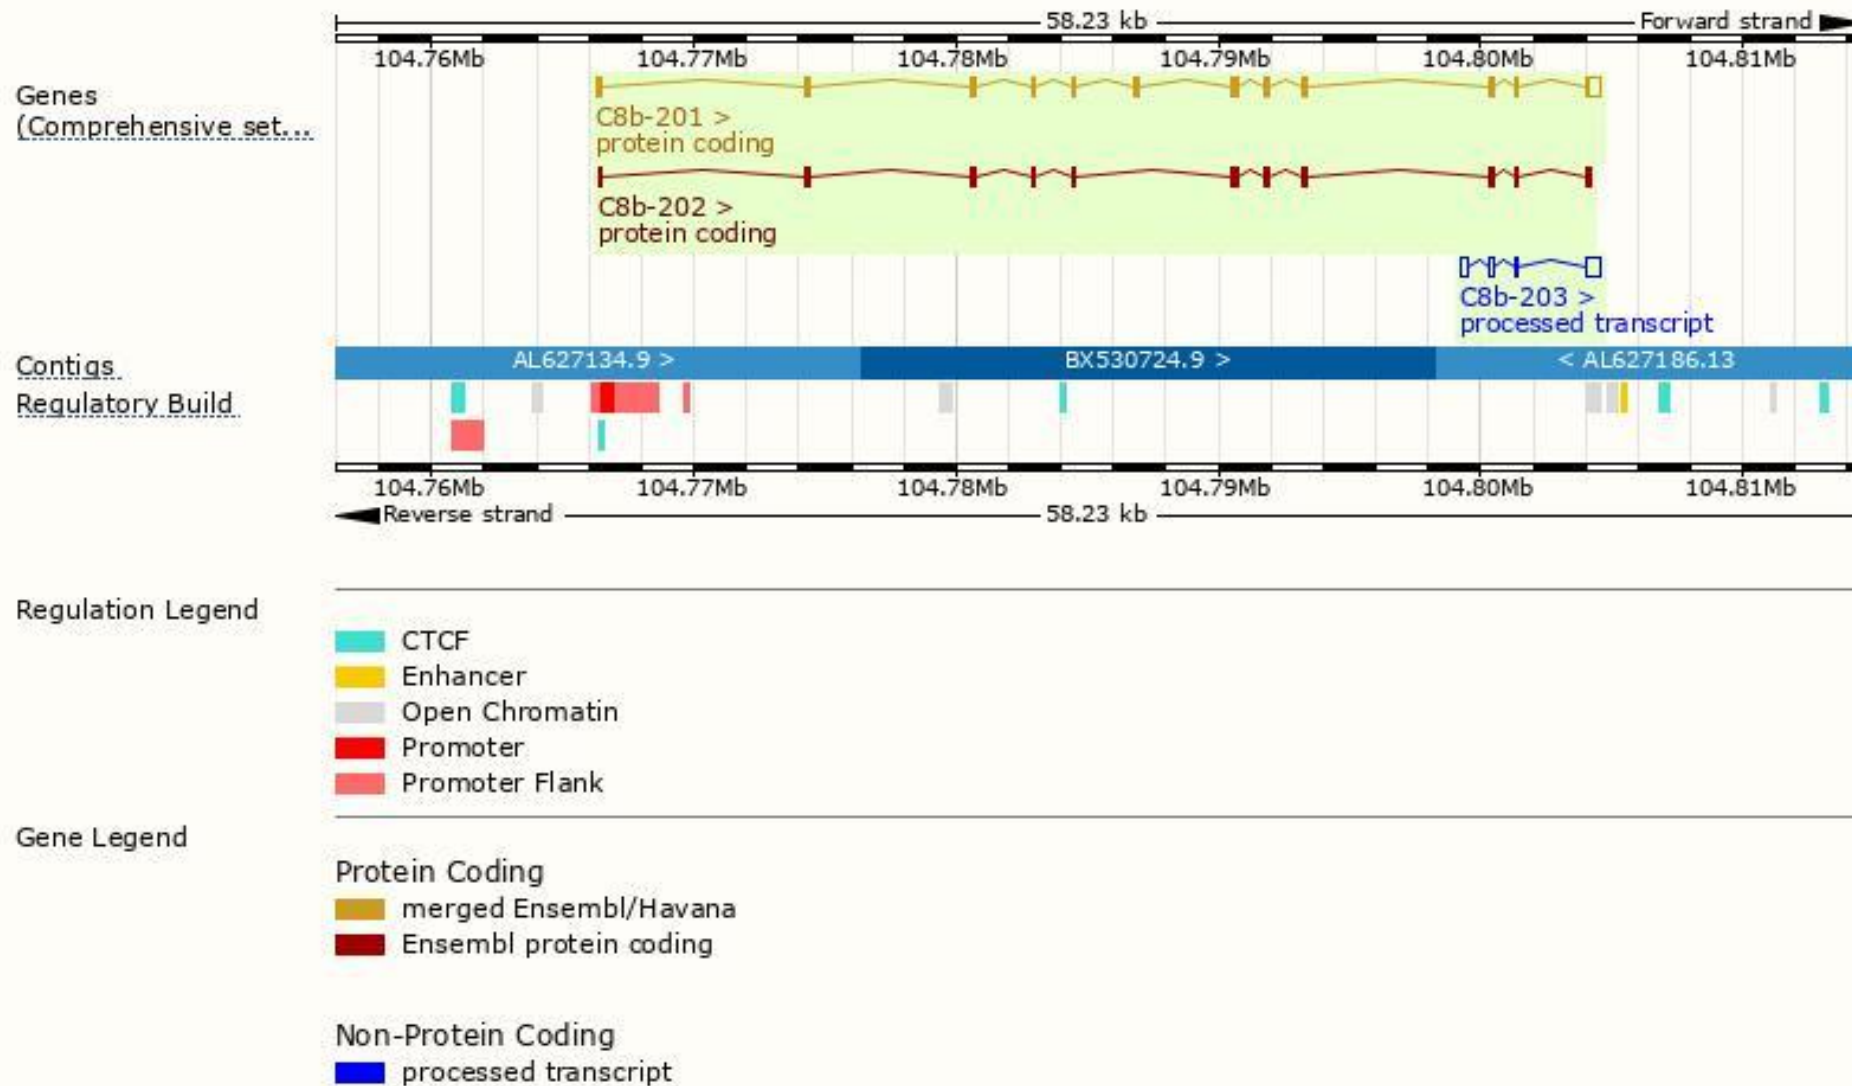 58.23 kb Forward strand
104.76Mb 104.77Mb 104.78Mb 104.79Mb 104.80Mb 104.81Mb
Genes
(Comprehensive set...
C8b-201 >
protein coding
C8b-202 >
protein coding
C8b-203 >
processed transcript
Contigs AL627134.9 > BX530724.9 > < AL627186.13
Regulatory Build
104.76Mb 104.77Mb 104.78Mb 104.79Mb 104.80Mb 104.81Mb
Reverse strand 58.23 kb
Regulation Legend
CTCF
Enhancer
Open Chromatin
Promoter
Promoter Flank
Gene Legend
Protein Coding
merged Ensembl/Havana
Ensembl protein coding
Non-Protein Coding
processed transcript